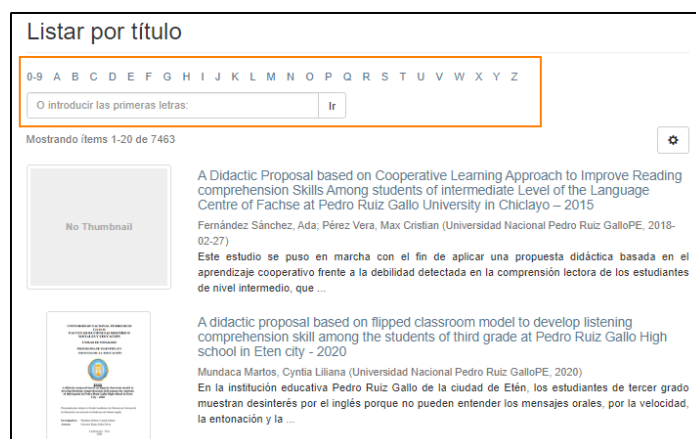 Listar por título
0-9 A B C D E F G H I J K L M N O P Q R S T U V W X Y Z
O introducir las primeras letras:
Ir
Mostrando ítems 1-20 de 7463
No Thumbnail
A Didactic Proposal based on Cooperative Learning Approach to Improve Reading
comprehension Skills Among students of intermediate Level of the Language
Centre of Fachse at Pedro Ruiz Gallo University in Chiclayo – 2015
Fernández Sánchez, Ada; Pérez Vera, Max Cristian (Universidad Nacional Pedro Ruiz GalloPE, 2018-
02-27)
Este estudio se puso en marcha con el fin de aplicar una propuesta didáctica basada en el
aprendizaje cooperativo frente a la debilidad detectada en la comprensión lectora de los estudiantes
de nivel intermedio, que ...
A didactic proposal based on flipped classroom model to develop listening
comprehension skill among the students of third grade at Pedro Ruiz Gallo High
school in Eten city - 2020
Mundaca Martos, Cyntia Liliana (Universidad Nacional Pedro Ruiz GalloPE, 2020)
En la institución educativa Pedro Ruiz Gallo de la ciudad de Etén, los estudiantes de tercer grado
muestran desinterés por el inglés porque no pueden entender los mensajes orales, por la velocidad,
la entonación y la ...